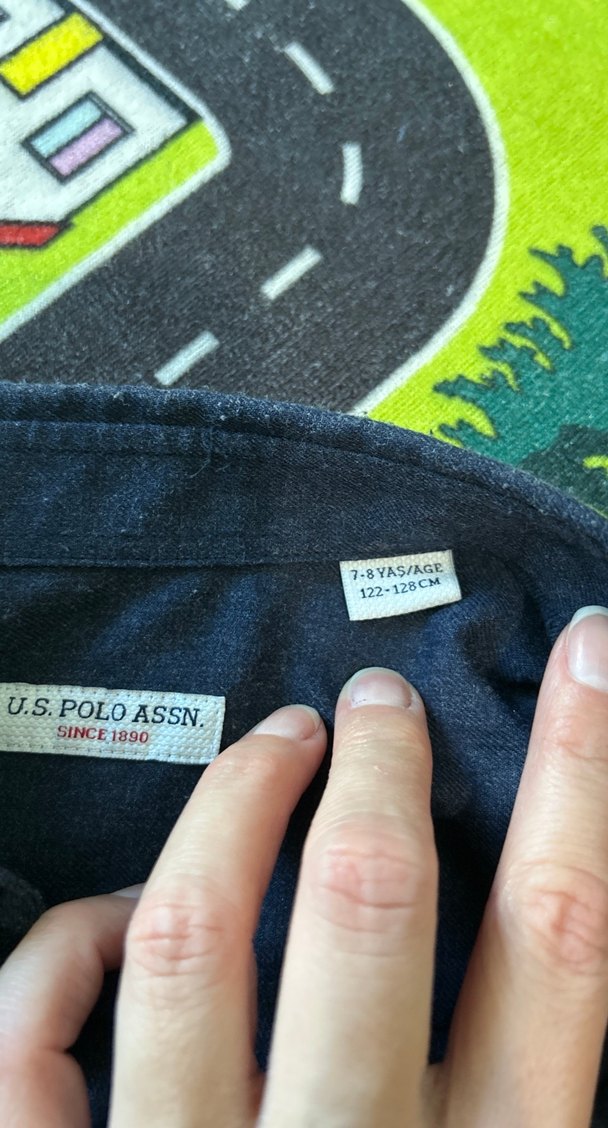 7-8 YAŞ/AGE
122-128 CM
U.S. POLO ASSN.
SINCE 1890